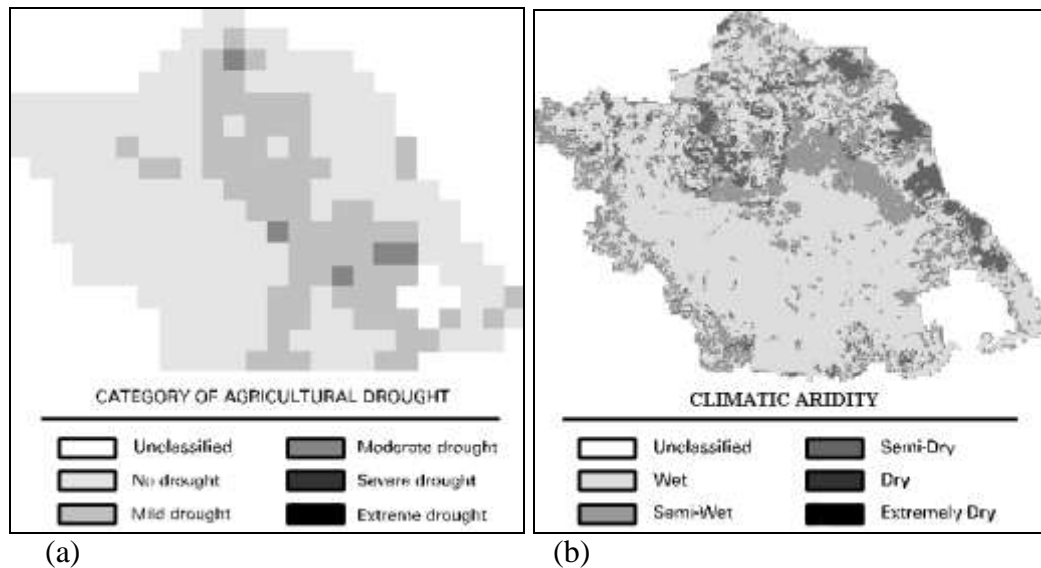 CATEGORY OF AGRICULTURAL DROUGHT
Unclassified
No drought
Mild drought
Moderate drought
Severe drought
Extreme drought
(a)
CLIMATIC ARIDITY
Unclassified
Wet
Semi-Wet
Semi-Dry
Dry
Extremely Dry
(b)